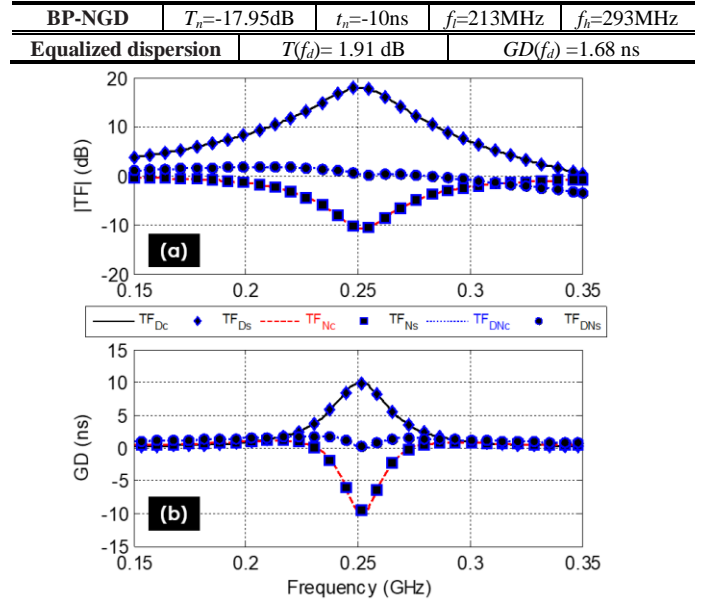 BP-NGD Tn=-17.95dB tn=-10ns fl=213MHz fh=293MHz
Equalized dispersion T(fd)= 1.91 dB GD(fd) =1.68 ns
20
10
0
-10
-20
|TF| (dB)
(a)
0.15 0.2 0.25 0.3 0.35
TFDc TFDs TFNc TFNs TFDNc TFDNs
15
10
5
0
-5
-10
-15
GD (ns)
(b)
0.15 0.2 0.25 0.3 0.35
Frequency (GHz)